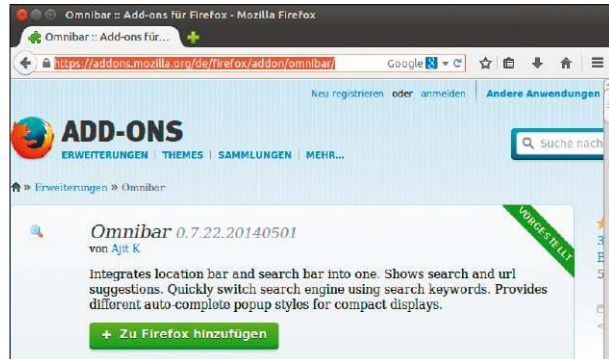 Omnibar :: Add-ons für Firefox - Mozilla Firefox
Omnibar :: Add-ons für...
https://addons.mozilla.org/de/firefox/addon/omnibar/
Google
Neu registrieren oder anmelden
Andere Anwendungen
ADD-ONS
ERWEITERUNGEN | THEMES | SAMMLUNGEN | MEHR...
Suche nach
» Erweiterungen » Omnibar
VORGESTELLT
Omnibar 0.7.22.20140501
von Ajit K
Integrates location bar and search bar into one. Shows search and url
suggestions. Quickly switch search engine using search keywords. Provides
different auto-complete popup styles for compact displays.
+ Zu Firefox hinzufügen